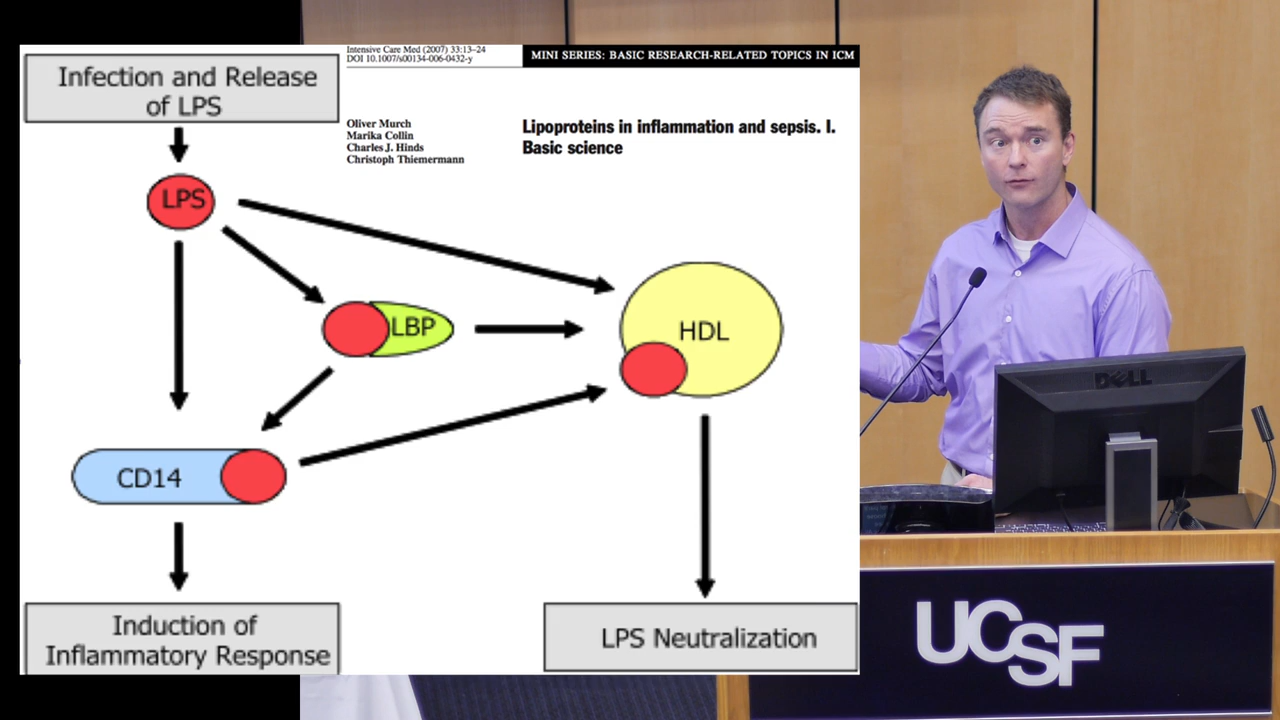 Infection and Release
of LPS
Intensive Care Med (2007) 33:13–24
DOI 10.1007/s00134-006-0432-y
MINI SERIES: BASIC RESEARCH-RELATED TOPICS IN ICM
Oliver Murch
Marika Collin
Charles J. Hinds
Christoph Thiemermann
Lipoproteins in inflammation and sepsis. I.
Basic science
LPS
LBP
HDL
CD14
Induction of
Inflammatory Response
LPS Neutralization
DELL
UCSF